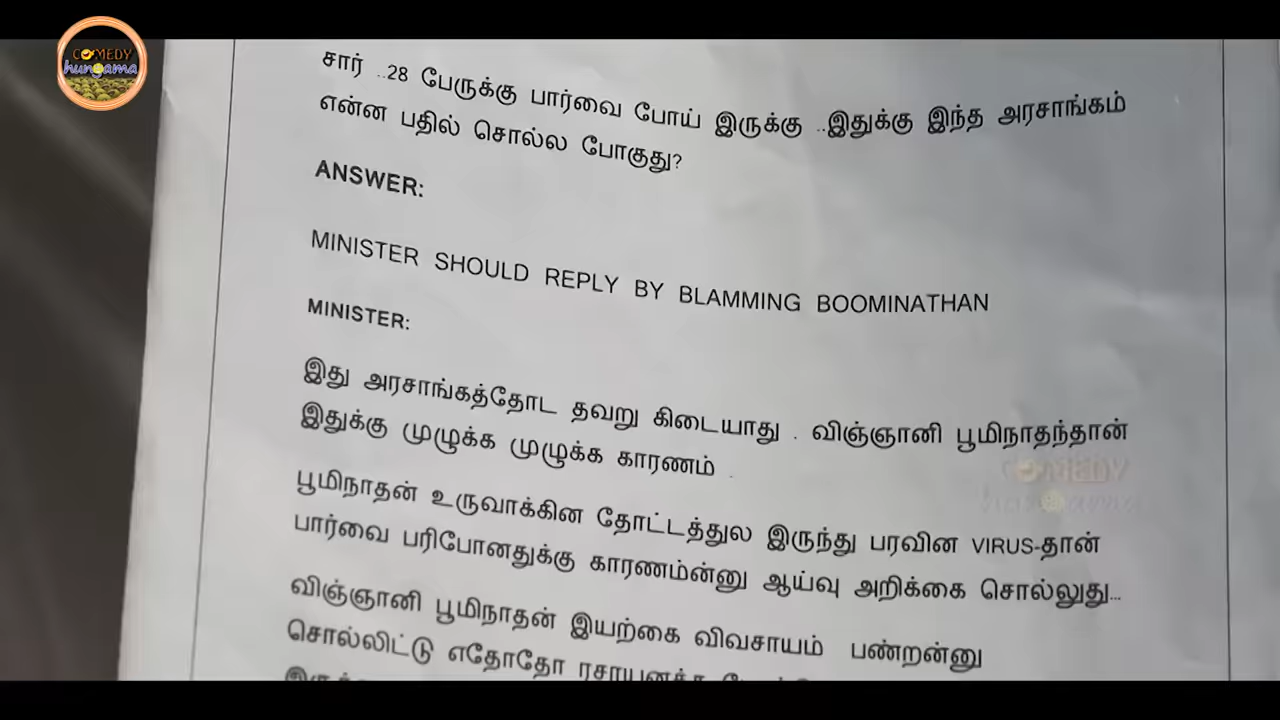 COMEDY
hungama
சார் ..28 பேருக்கு பார்வை போய் இருக்கு ..இதுக்கு இந்த அரசாங்கம்
என்ன பதில் சொல்ல போகுது?
ANSWER:
MINISTER SHOULD REPLY BY BLAMMING BOOMINATHAN
MINISTER:
இது அரசாங்கத்தோட தவறு கிடையாது . விஞ்ஞானி பூமிநாதந்தான்
இதுக்கு முழுக்க முழுக்க காரணம் .
COMEDY
hungama
பூமிநாதன் உருவாக்கின தோட்டத்துல இருந்து பரவின VIRUS-தான்
பார்வை பரிபோனதுக்கு காரணம்ன்னு ஆய்வு அறிக்கை சொல்லுது...
விஞ்ஞானி பூமிநாதன் இயற்கை விவசாயம் பண்றன்னு
சொல்லிட்டு எதோதோ